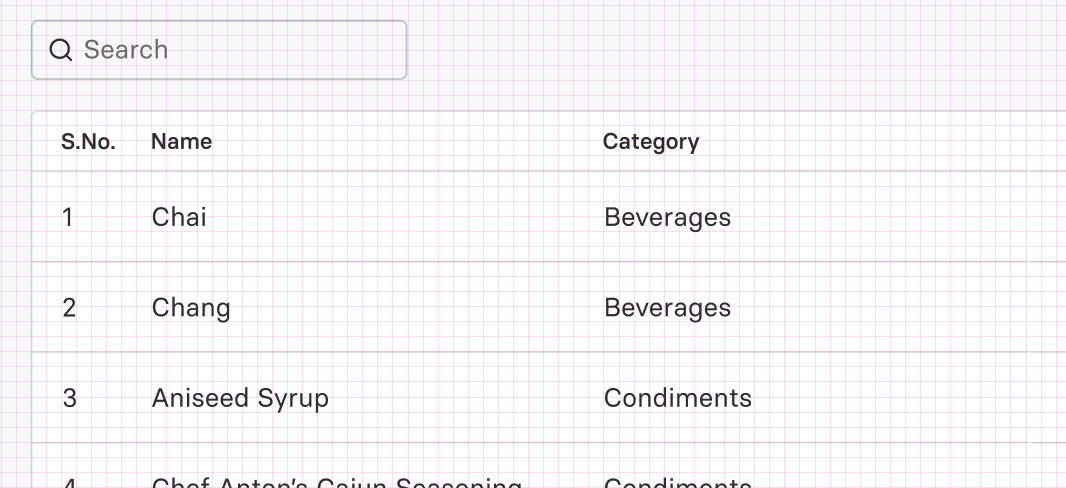 Search
S.No. Name Category
1 Chai Beverages
2 Chang Beverages
3 Aniseed Syrup Condiments
4 Chef Anton's Cajun Seasoning Condiments